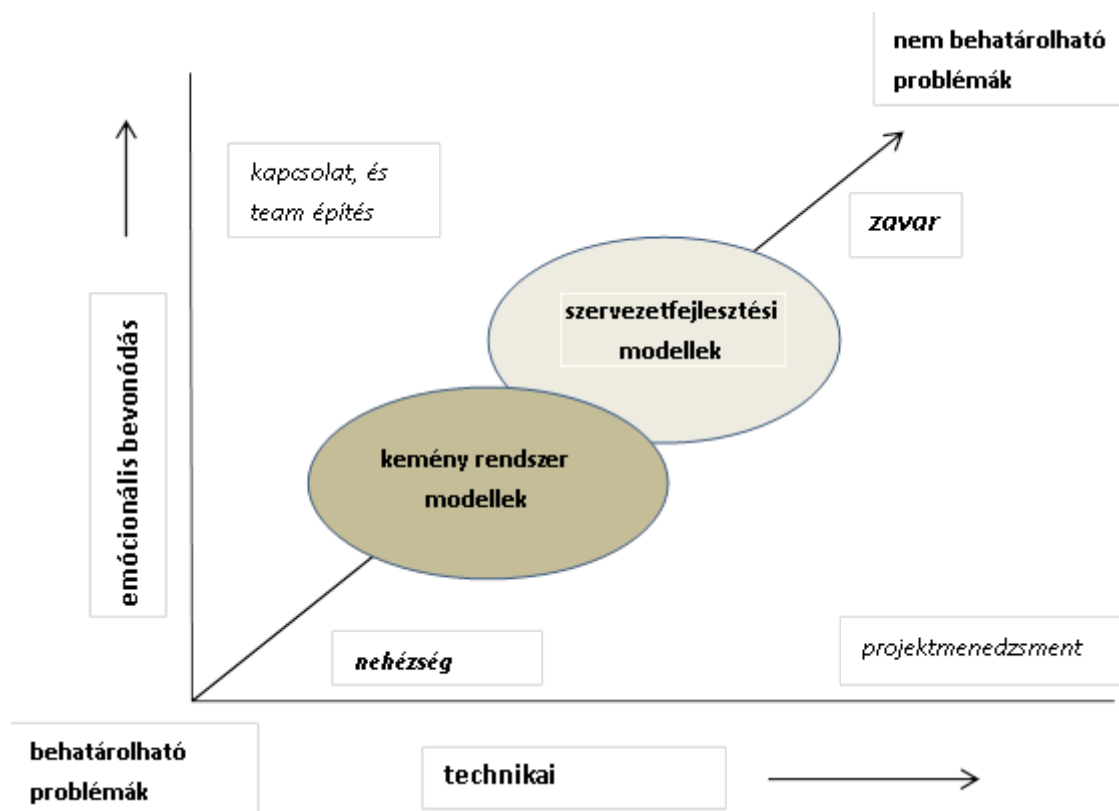 nem behatárolható
problémák
kapcsolat, és
team építés
zavar
szervezetfejlesztési
modellek
emócionális bevonódás
kemény rendszer
modellek
nehézség
projektmenedzsment
behatárolható
problémák
technikai